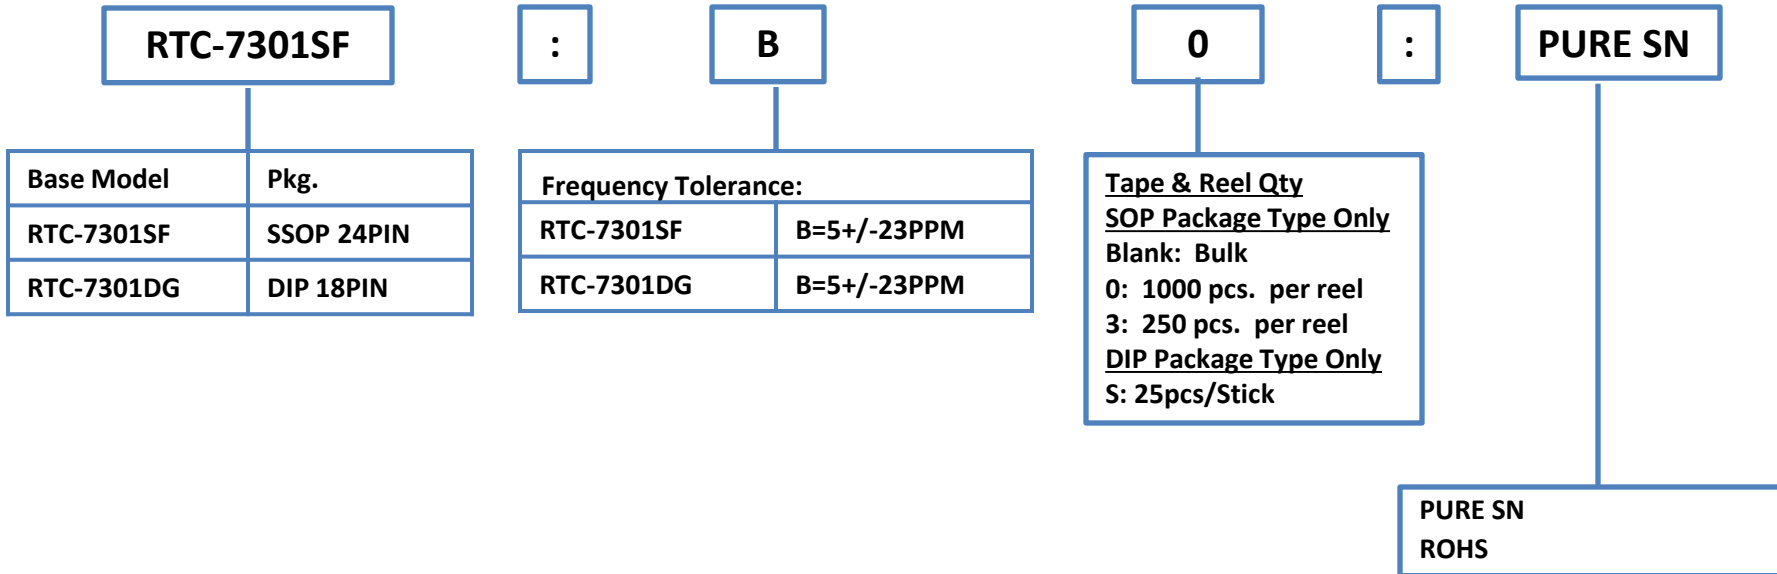 RTC-7301SF : B 0 : PURE SN
Base Model Pkg.
RTC-7301SF SSOP 24PIN
RTC-7301DG DIP 18PIN
Frequency Tolerance:
RTC-7301SF B=5+/-23PPM
RTC-7301DG B=5+/-23PPM
Tape & Reel Qty
SOP Package Type Only
Blank: Bulk
0: 1000 pcs. per reel
3: 250 pcs. per reel
DIP Package Type Only
S: 25pcs/Stick
PURE SN
ROHS